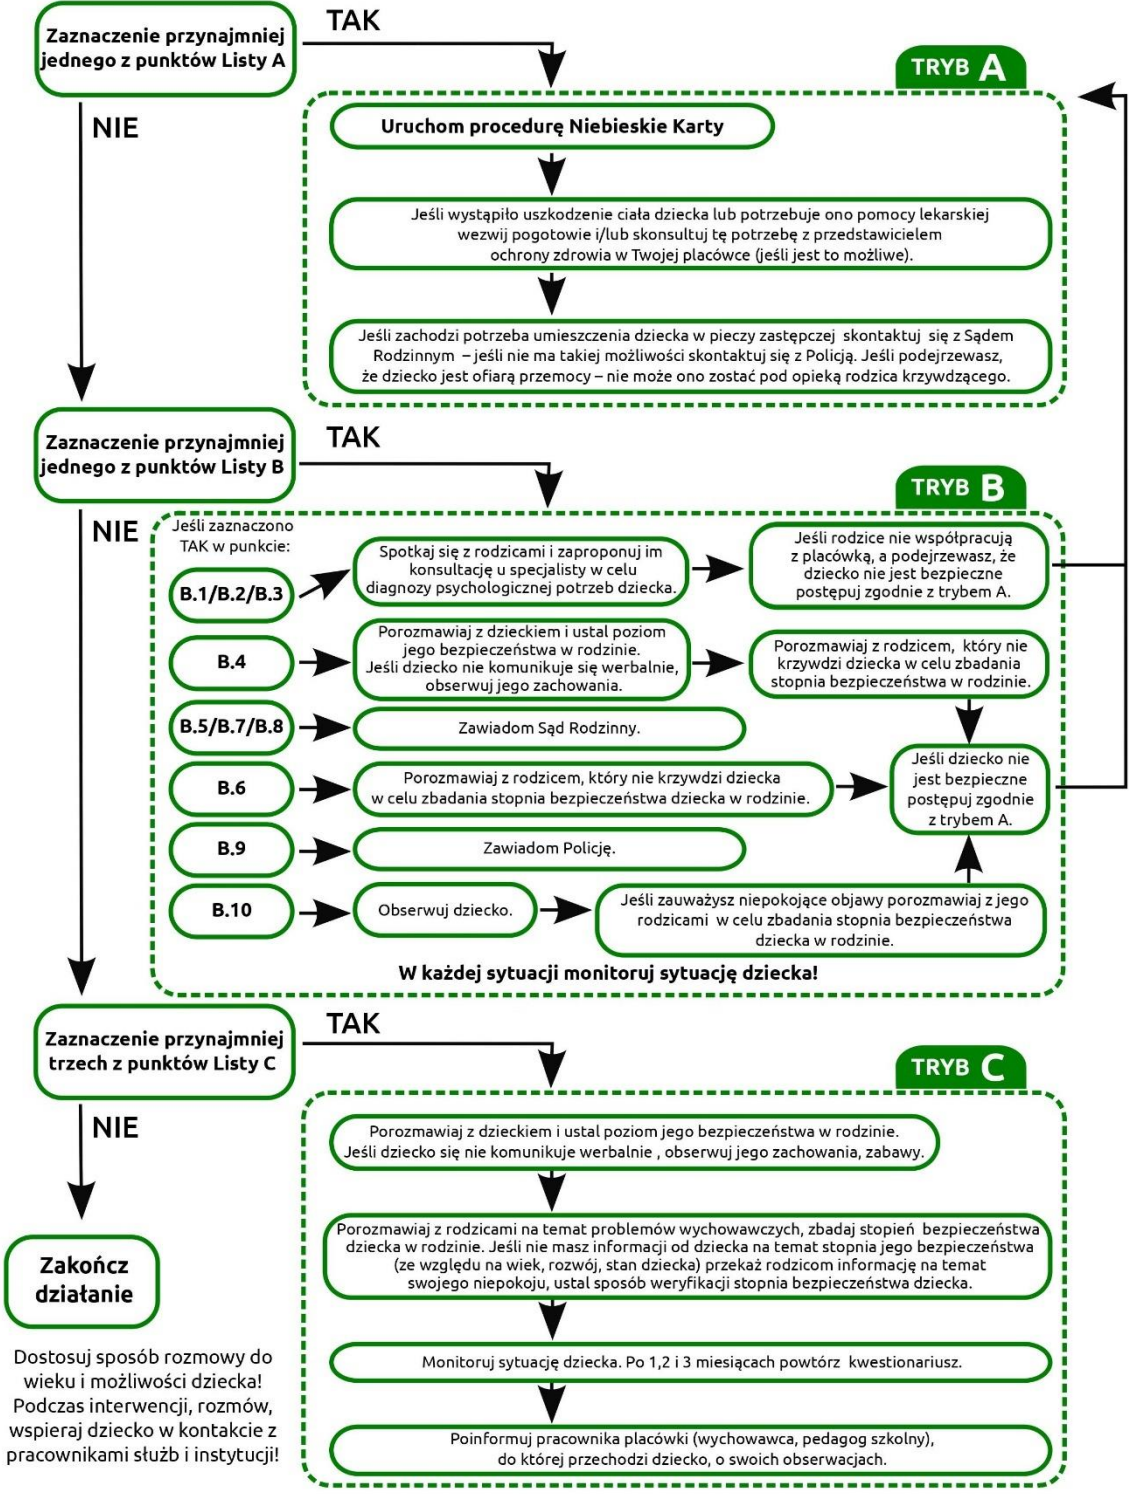 Zaznaczenie przynajmniej
jednego z punktów Listy A
TAK
NIE
TRYB A
Uruchom procedurę Niebieskie Karty
Jeśli wystąpiło uszkodzenie ciała dziecka lub potrzebuje ono pomocy lekarskiej
wezwij pogotowie i/lub skonsultuj tę potrzebę z przedstawicielem
ochrony zdrowia w Twojej placówce (jeśli jest to możliwe).
Jeśli zachodzi potrzeba umieszczenia dziecka w pieczy zastępczej skontaktuj się z Sądem
Rodzinnym – jeśli nie ma takiej możliwości skontaktuj się z Policją. Jeśli podejrzewasz,
że dziecko jest ofiarą przemocy – nie może ono zostać pod opieką rodzica krzywdzącego.
Zaznaczenie przynajmniej
jednego z punktów Listy B
TAK
NIE
TRYB B
Jeśli zaznaczono
TAK w punkcie:
B.1/B.2/B.3
Spotkaj się z rodzicami i zaproponuj im
konsultację u specjalisty w celu
diagnozy psychologicznej potrzeb dziecka.
Jeśli rodzice nie współpracują
z placówką, a podejrzewasz, że
dziecko nie jest bezpieczne
postępuj zgodnie z trybem A.
B.4
Porozmawiaj z dzieckiem i ustal poziom
jego bezpieczeństwa w rodzinie.
Jeśli dziecko nie komunikuje się werbalnie,
obserwuj jego zachowania.
Porozmawiaj z rodzicem, który nie
krzywdzi dziecka w celu zbadania
stopnia bezpieczeństwa w rodzinie.
B.5/B.7/B.8
Zawiadom Sąd Rodzinny.
B.6
Porozmawiaj z rodzicem, który nie krzywdzi dziecka
w celu zbadania stopnia bezpieczeństwa dziecka w rodzinie.
Jeśli dziecko nie
jest bezpieczne
postępuj zgodnie
z trybem A.
B.9
Zawiadom Policję.
B.10
Obserwuj dziecko.
Jeśli zauważysz niepokojące objawy porozmawiaj z jego
rodzicami w celu zbadania stopnia bezpieczeństwa
dziecka w rodzinie.
W każdej sytuacji monitoruj sytuację dziecka!
Zaznaczenie przynajmniej
trzech z punktów Listy C
TAK
NIE
TRYB C
Porozmawiaj z dzieckiem i ustal poziom jego bezpieczeństwa w rodzinie.
Jeśli dziecko się nie komunikuje werbalnie , obserwuj jego zachowania, zabawy.
Porozmawiaj z rodzicami na temat problemów wychowawczych, zbadaj stopień bezpieczeństwa
dziecka w rodzinie. Jeśli nie masz informacji od dziecka na temat stopnia jego bezpieczeństwa
(ze względu na wiek, rozwój, stan dziecka) przekaż rodzicom informację na temat
swojego niepokoju, ustal sposób weryfikacji stopnia bezpieczeństwa dziecka.
Monitoruj sytuację dziecka. Po 1,2 i 3 miesiącach powtórz kwestionariusz.
Poinformuj pracownika placówki (wychowawca, pedagog szkolny),
do której przechodzi dziecko, o swoich obserwacjach.
Zakończ
działanie
Dostosuj sposób rozmowy do
wieku i możliwości dziecka!
Podczas interwencji, rozmów,
wspieraj dziecko w kontakcie z
pracownikami służb i instytucji!